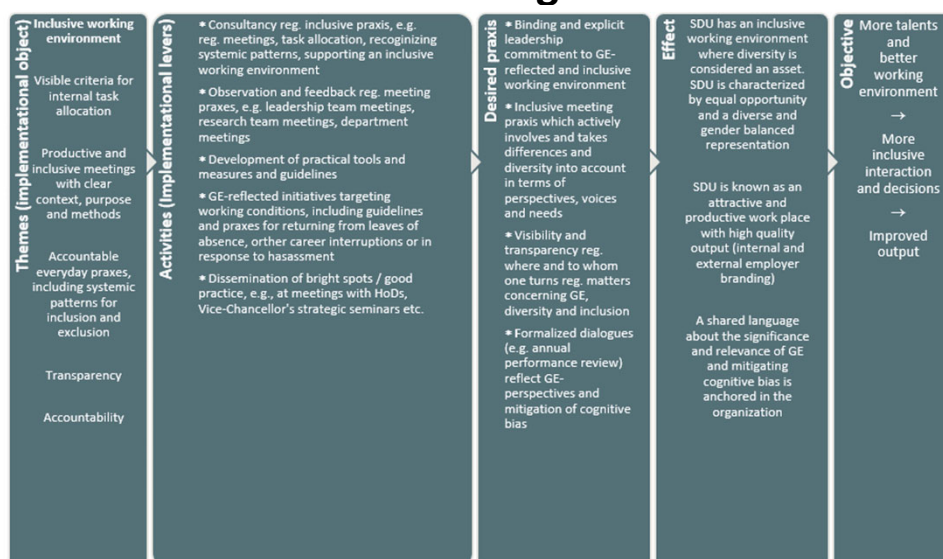 Themes (implementational object)
Inclusive working
environment
Visible criteria for
internal task
allocation
Productive and
inclusive meetings
with clear
context, purpose
and methods
Accountable
everyday praxes,
including systemic
patterns for
inclusion and
exclusion
Transparency
Accountability
Activities (Implementational levers)
* Consultancy reg. inclusive praxis, e.g.
reg. meetings, task allocation, recoginizing
systemic patterns, supporting an inclusive
working environment
* Observation and feedback reg. meeting
praxes, e.g. leadership team meetings,
research team meetings, department
meetings
* Development of practical tools and
measures and guidelines
* GE-reflected initiatives targeting
working conditions, including guidelines
and praxes for returning from leaves of
absence, orther career interruptions or in
response to hasassment
* Dissemination of bright spots / good
practice, e.g., at meetings with HoDs,
Vice-Chancellor's strategic seminars etc.
Desired praxis
* Binding and explicit
leadership
commitment to GE-
reflected and inclusive
working environment
* Inclusive meeting
praxis which actively
involves and takes
differences and
diversity into account
in terms of
perspectives, voices
and needs
* Visibility and
transparency reg.
where and to whom
one turns reg. matters
concerning GE,
diversity and inclusion
* Formalized dialogues
(e.g. annual
performance review)
reflect GE-
perspectives and
mitigation of cognitive
bias
Effect
SDU has an inclusive
working environment
where diversity is
considered an asset.
SDU is characterized
by equal opportunity
and a diverse and
gender balanced
representation
SDU is known as an
attractive and
productive work place
with high quality
output (internal and
external employer
branding)
A shared language
about the significance
and relevance of GE
and mitigating
cognitive bias is
anchored in the
organization
Objective
More talents
and
better
working
environment
→
More
inclusive
interaction
and decisions
→
Improved
output